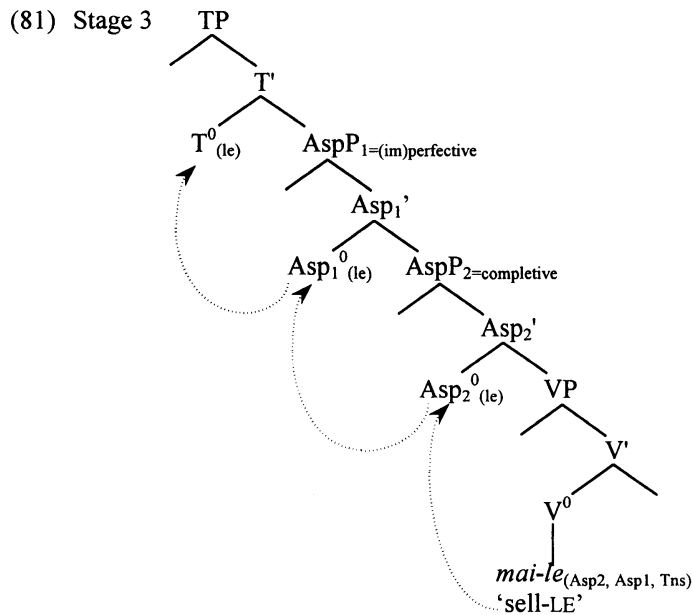 (81) Stage 3 TP
T'
T⁰(le) AspP₁=(im)perfective
Asp₁’
Asp₁⁰(le) AspP₂=completive
Asp₂'
Asp₂⁰(le) VP
V'
V⁰
mai-le(Asp2, Asp1, Tns)
‘sell-LE’